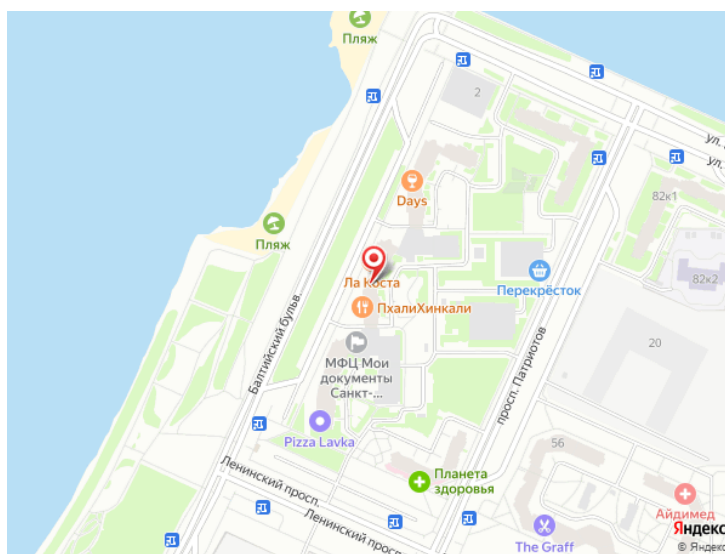 Пляж
2
ул.
ул.
Days
82к1
Пляж
82к2
Ла Коста
Перекрёсток
ПхалиХинкали
Балтийский бульв.
МФЦ Мои
документы
Санкт-...
просп. Патриотов
20
Pizza Lavka
56
Ленинский просп.
Планета
здоровья
Айдимед
Ленинский просп.
The Graff
Яндекс
© Яндекс